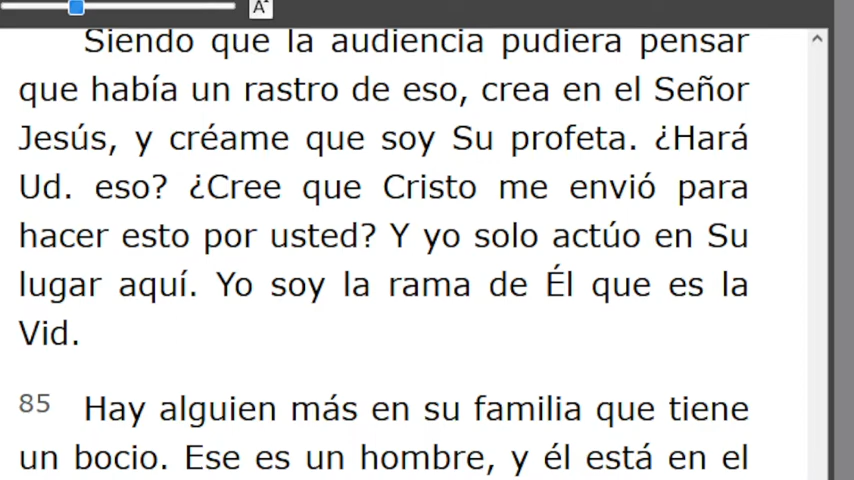 A
Siendo que la audiencia pudiera pensar
que había un rastro de eso, crea en el Señor
Jesús, y créame que soy Su profeta. ¿Hará
Ud. eso? ¿Cree que Cristo me envió para
hacer esto por usted? Y yo solo actúo en Su
lugar aquí. Yo soy la rama de Él que es la
Vid.
85 Hay alguien más en su familia que tiene
un bocio. Ese es un hombre, y él está en el